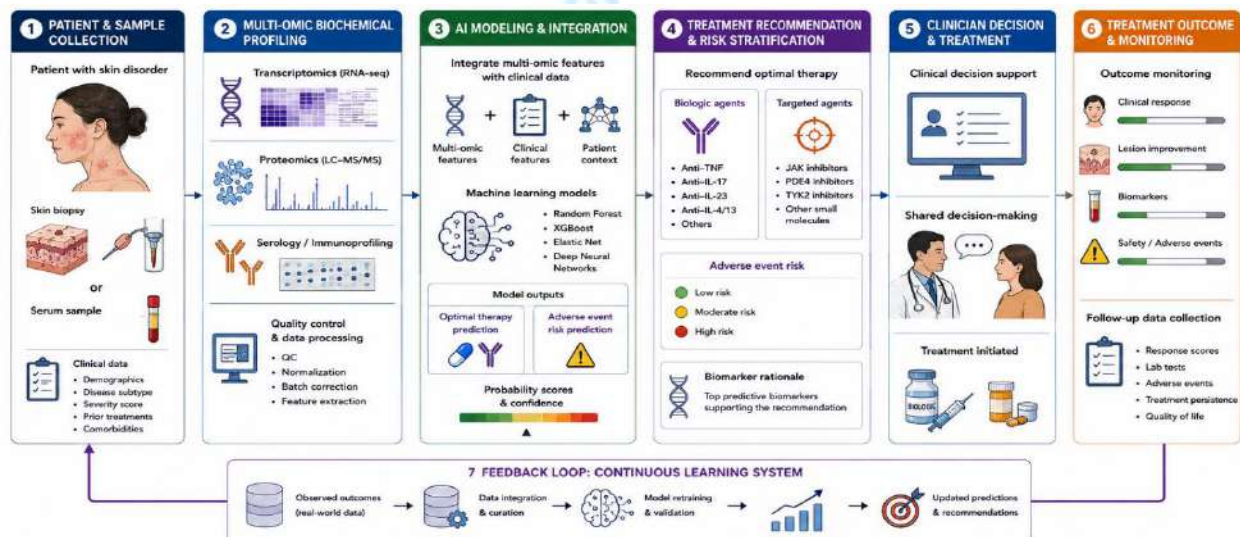 1 PATIENT & SAMPLE
COLLECTION
Patient with skin disorder
Skin biopsy
or
Serum sample
Clinical data
• Demographics
• Disease subtype
• Severity score
• Prior treatments
• Comorbidities
2 MULTI-OMIC BIOCHEMICAL
PROFILING
Transcriptomics (RNA-seq)
Proteomics (LC-MS/MS)
Serology / Immunoprofiling
Quality control
& data processing
• QC
• Normalization
• Batch correction
• Feature extraction
3 AI MODELING & INTEGRATION
Integrate multi-omic features
with clinical data
+
+
Multi-omic
features
Clinical
features
Patient
context
Machine learning models
• Random Forest
• XGBoost
• Elastic Net
• Deep Neural
Networks
Model outputs
Optimal therapy
prediction
Adverse event
risk prediction
Probability scores
& confidence
4 TREATMENT RECOMMENDATION
& RISK STRATIFICATION
Recommend optimal therapy
Biologic agents
• Anti-TNF
• Anti-IL-17
• Anti-IL-23
• Anti-IL-4/13
• Others
Targeted agents
• JAK inhibitors
• PDE4 inhibitors
• TYK2 inhibitors
• Other small
molecules
Adverse event risk
Low risk
Moderate risk
High risk
Biomarker rationale
Top predictive biomarkers
supporting the recommendation
5 CLINICIAN DECISION
& TREATMENT
Clinical decision support
Shared decision-making
Treatment initiated
BIOLOGIC
6 TREATMENT OUTCOME
& MONITORING
Outcome monitoring
Clinical response
Lesion improvement
Biomarkers
Safety / Adverse events
Follow-up data collection
• Response scores
• Lab tests
• Adverse events
• Treatment persistence
• Quality of life
7 FEEDBACK LOOP: CONTINUOUS LEARNING SYSTEM
Observed outcomes
(real-world data)
Data integration
& curation
Model retraining
& validation
Updated predictions
& recommendations